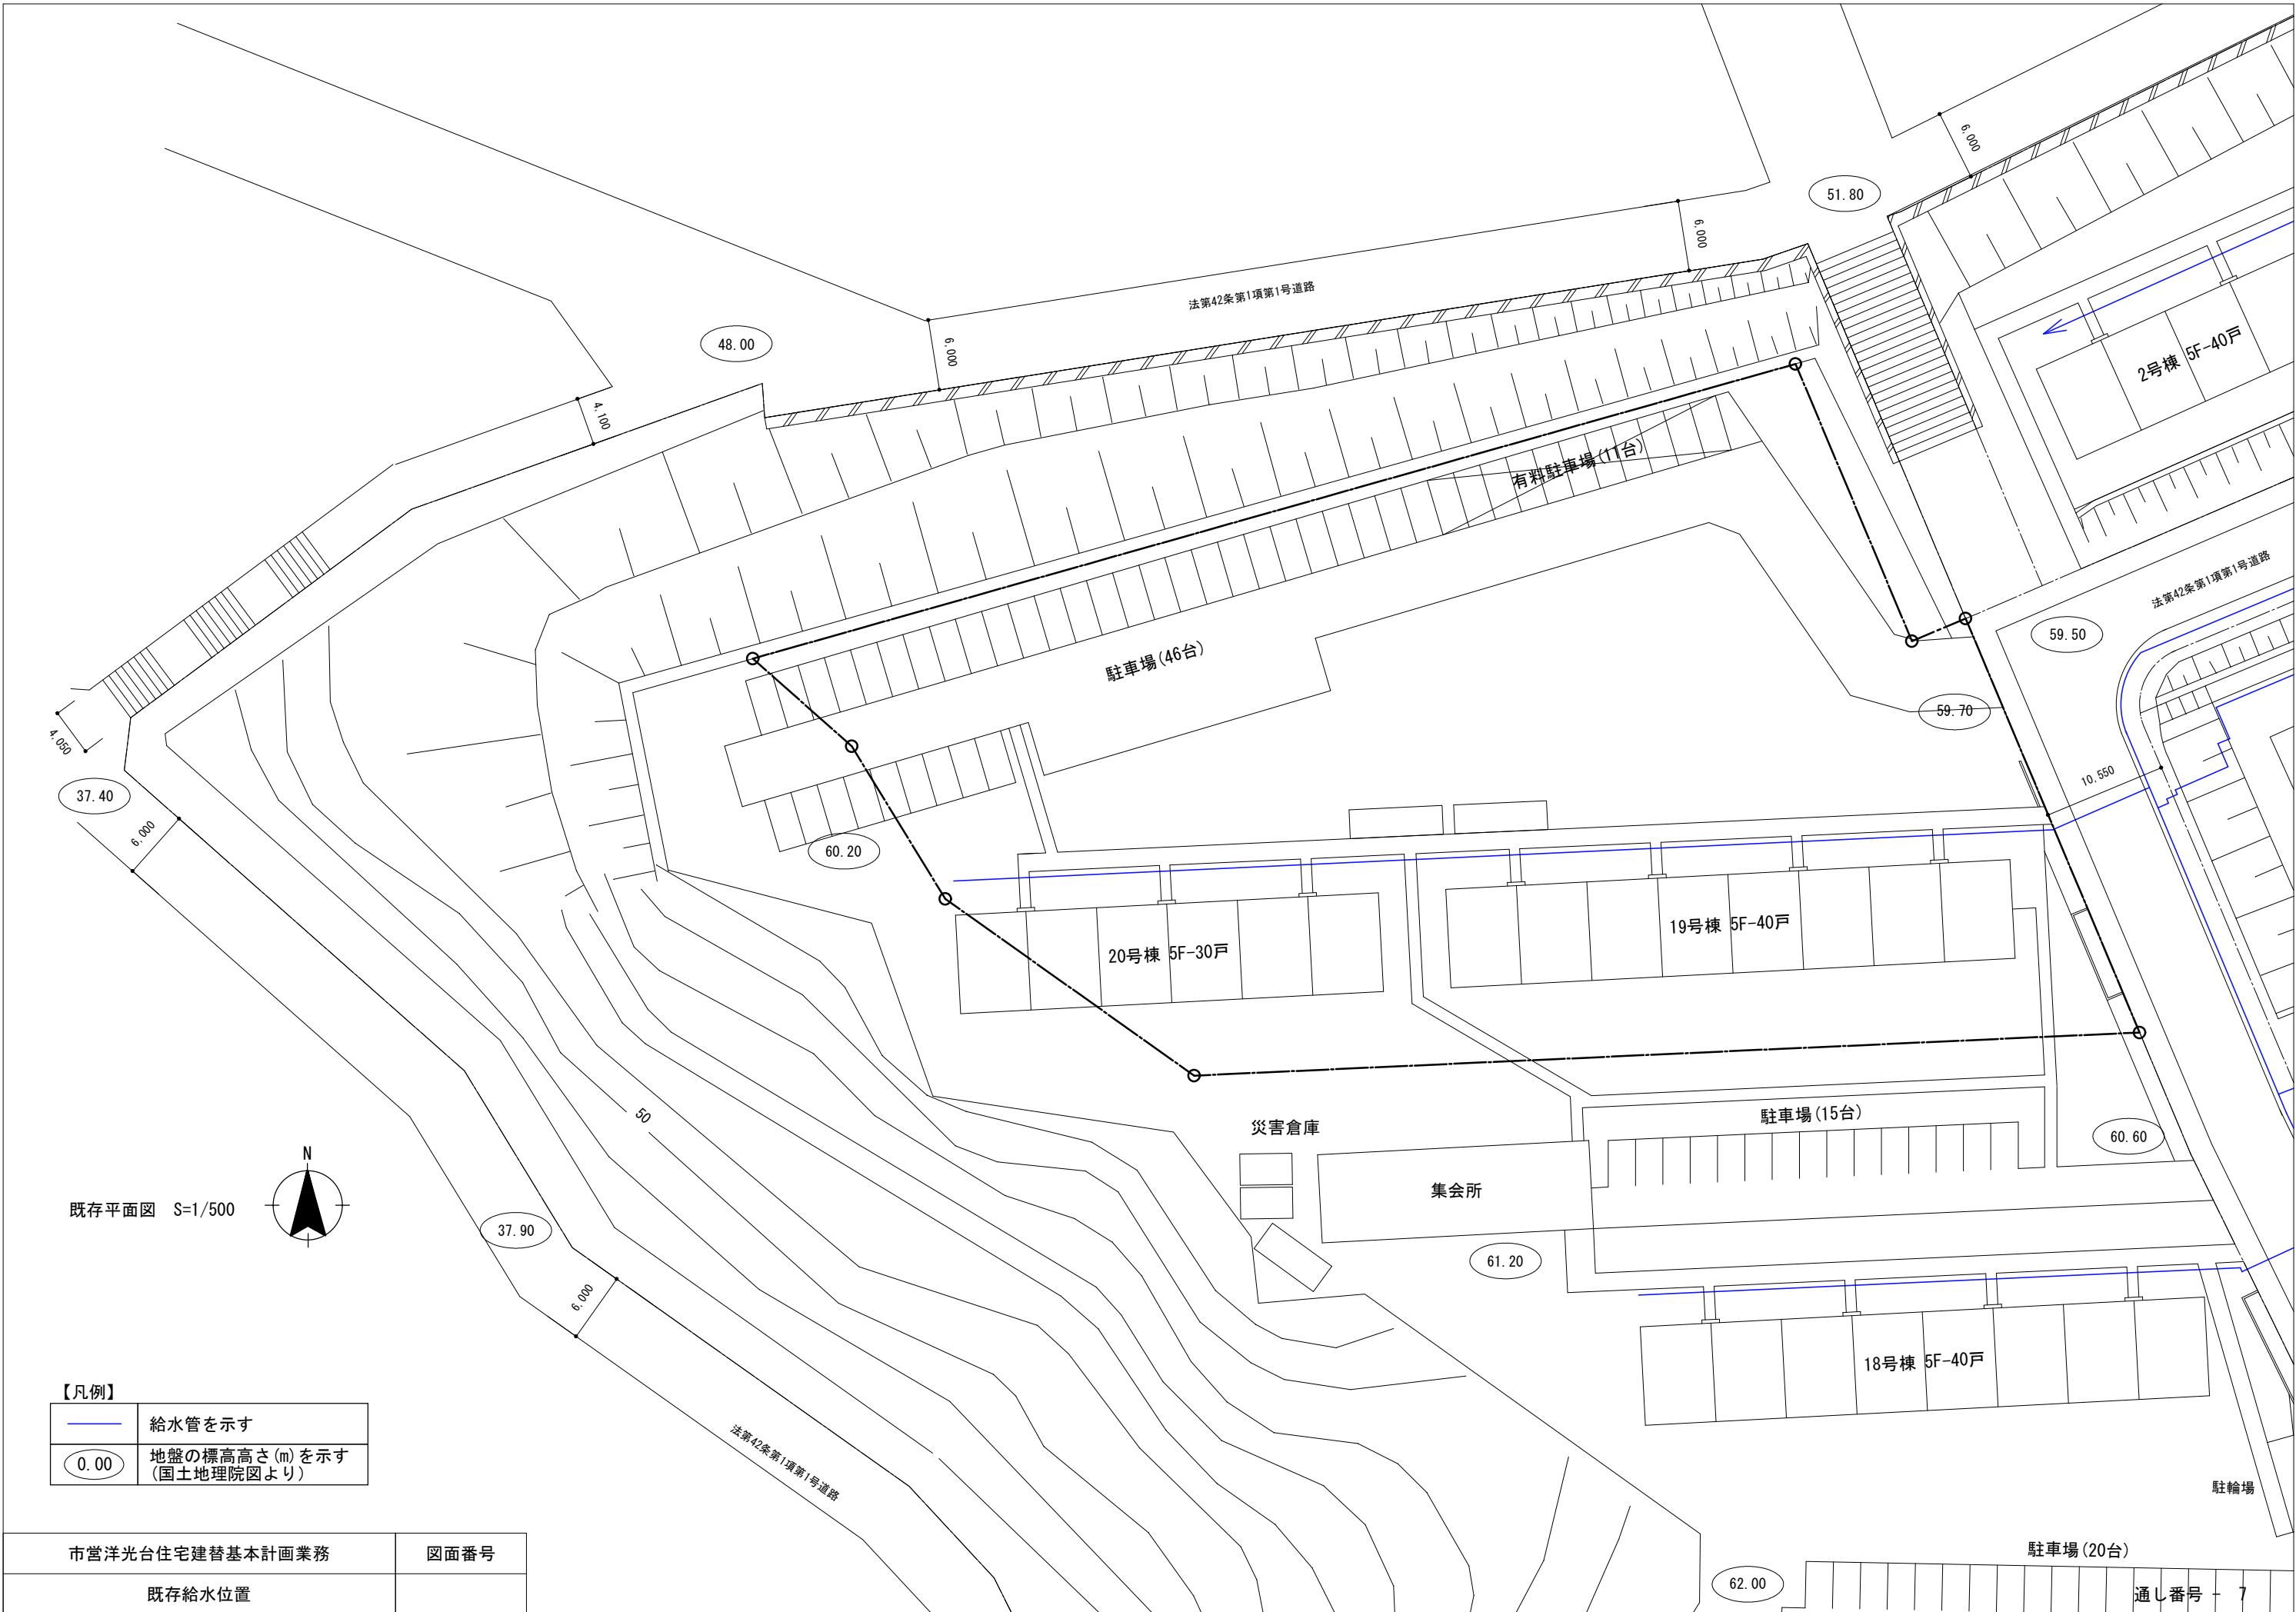 51.80
6.000
6.000
法第42条第1項第1号道路
48.00
6.000
4.100
2号棟 5F-40戸
有料駐車場(11台)
法第42条第1項第1号道路
59.50
駐車場(46台)
59.70
4.050
37.40
6.000
10.550
60.20
19号棟 5F-40戸
20号棟 5F-30戸
50
災害倉庫
駐車場(15台)
60.60
N
既存平面図 S=1/500
集会所
37.90
61.20
6.000
18号棟 5F-40戸
【凡例】
給水管を示す
0.00 地盤の標高高さ(m)を示す
(国土地理院図より)
法第42条第1項第1号道路
駐輪場
市営洋光台住宅建替基本計画業務 図面番号
既存給水位置
駐車場(20台)
62.00
通し番号 - 7